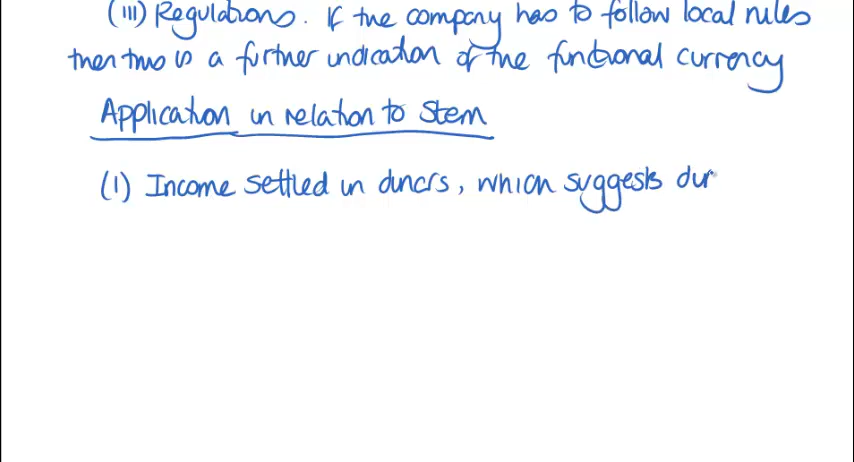 (III) Regulations. If the company has to follow local rules
then this is a further indication of the functional currency
Application in relation to Stem
(1) Income settled in dinars, which suggests